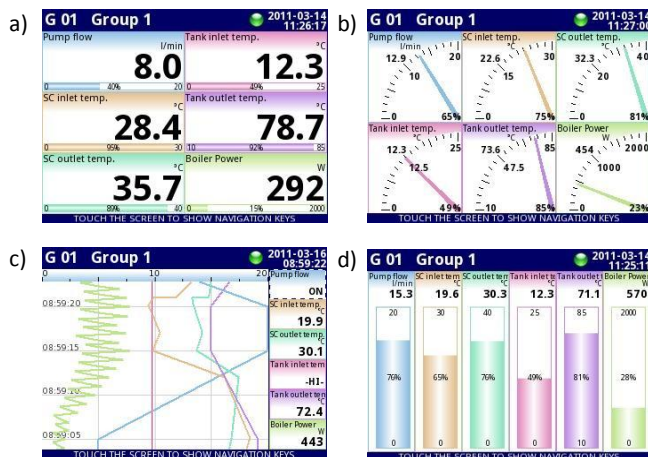 a)
G 01 Group 1
2011-03-14
11:26:17
Pump flow
l/min
8.0
0 40% 20
Tank inlet temp.
°C
12.3
0 49% 25
SC inlet temp.
°C
28.4
0 95% 30
Tank outlet temp.
°C
78.7
10 92% 85
SC outlet temp.
°C
35.7
0 89% 40
Boiler Power
W
292
0 15% 2000
TOUCH THE SCREEN TO SHOW NAVIGATION KEYS
b)
G 01 Group 1
2011-03-14
11:27:00
Pump flow
l/min
12.9
20
10
0
65%
SC inlet temp.
°C
22.6
30
15
0
75%
SC outlet temp.
°C
32.3
40
20
0
81%
Tank inlet temp.
°C
12.3
25
12.5
0
49%
Tank outlet temp.
°C
73.6
85
47.5
10
85%
Boiler Power
W
454
2000
1000
0
23%
TOUCH THE SCREEN TO SHOW NAVIGATION KEYS
c)
G 01 Group 1
2011-03-16
08:59:22
0 10 20
08:59:20
08:59:15
08:59:10
08:59:05
Pump flow
ON
SC inlet temp.
°C
19.9
SC outlet temp.
°C
30.1
Tank inlet tem
-HI-
Tank outlet ten
°C
72.4
Boiler Power
W
443
TOUCH THE SCREEN TO SHOW NAVIGATION KEYS
d)
G 01 Group 1
2011-03-14
11:25:11
Pump flow
l/min
15.3
20
76%
0
SC inlet tem
°C
19.6
30
65%
0
SC outlet tem
°C
30.3
40
76%
0
Tank inlet te
°C
12.3
25
49%
0
Tank outlet t
°C
71.1
85
81%
10
Boiler Power
W
570
2000
28%
0
TOUCH THE SCREEN TO SHOW NAVIGATION KEYS